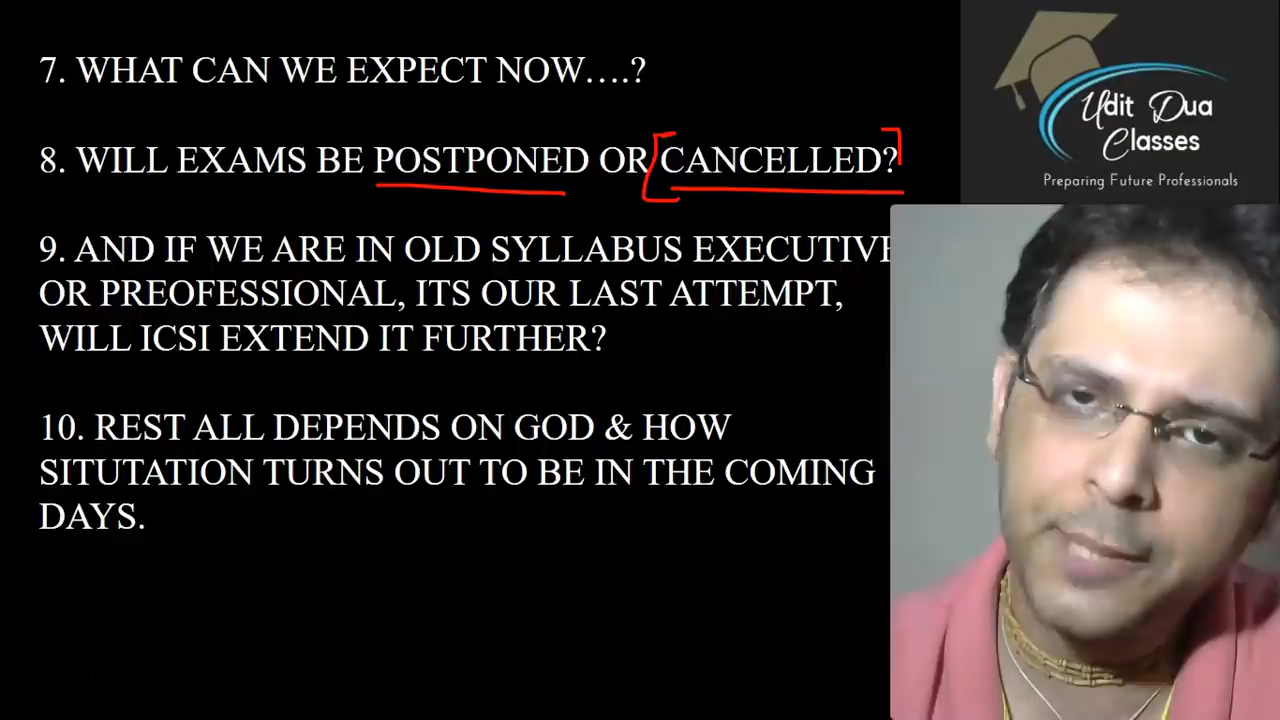 7. WHAT CAN WE EXPECT NOW….?
8. WILL EXAMS BE POSTPONED OR CANCELLED?
9. AND IF WE ARE IN OLD SYLLABUS EXECUTIVE
OR PREOFESSIONAL, ITS OUR LAST ATTEMPT,
WILL ICSI EXTEND IT FURTHER?
10. REST ALL DEPENDS ON GOD & HOW
SITUTATION TURNS OUT TO BE IN THE COMING
DAYS.
Udit Dua
Classes
Preparing Future Professionals